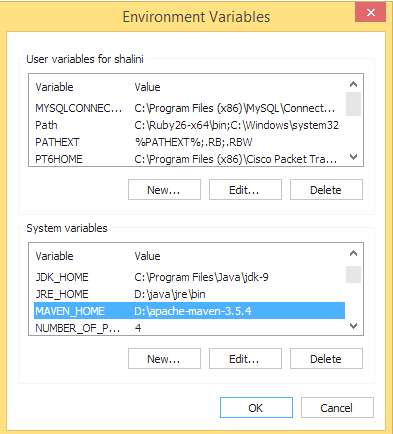 Environment Variables
User variables for shalini
Variable Value
MYSQLCONNEC... C:\Program Files (x86)\MySQL\Connect...
Path C:\Ruby26-x64\bin;C:\Windows\system32
PATHEXT %PATHEXT%;.RB;.RBW
PT6HOME C:\Program Files (x86)\Cisco Packet Tra...
New... Edit... Delete
System variables
Variable Value
JDK_HOME C:\Program Files\Java\jdk-9
JRE_HOME D:\java\jre\bin
MAVEN_HOME D:\apache-maven-3.5.4
NUMBER_OF_P... 4
New... Edit... Delete
OK Cancel